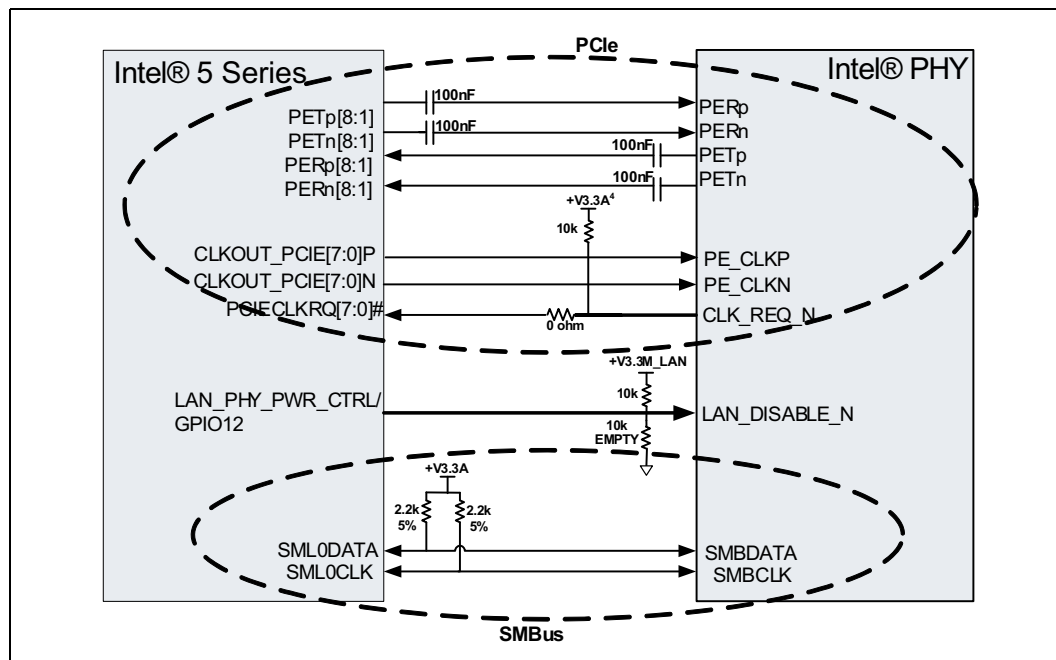 PCIe
Intel® 5 Series
Intel® PHY
100nF
PETp[8:1]
PERp
100nF
PETn[8:1]
PERn
100nF
PERp[8:1]
PETp
100nF
PERn[8:1]
PETn
+V3.3A⁴
10k
CLKOUT_PCIE[7:0]P
PE_CLKP
CLKOUT_PCIE[7:0]N
PE_CLKN
PCIECLKRQ[7:0]#
0 ohm
CLK_REQ_N
+V3.3M_LAN
10k
LAN_PHY_PWR_CTRL/
GPIO12
LAN_DISABLE_N
10k
EMPTY
+V3.3A
2.2k
5%
2.2k
5%
SML0DATA
SMBDATA
SML0CLK
SMBCLK
SMBus